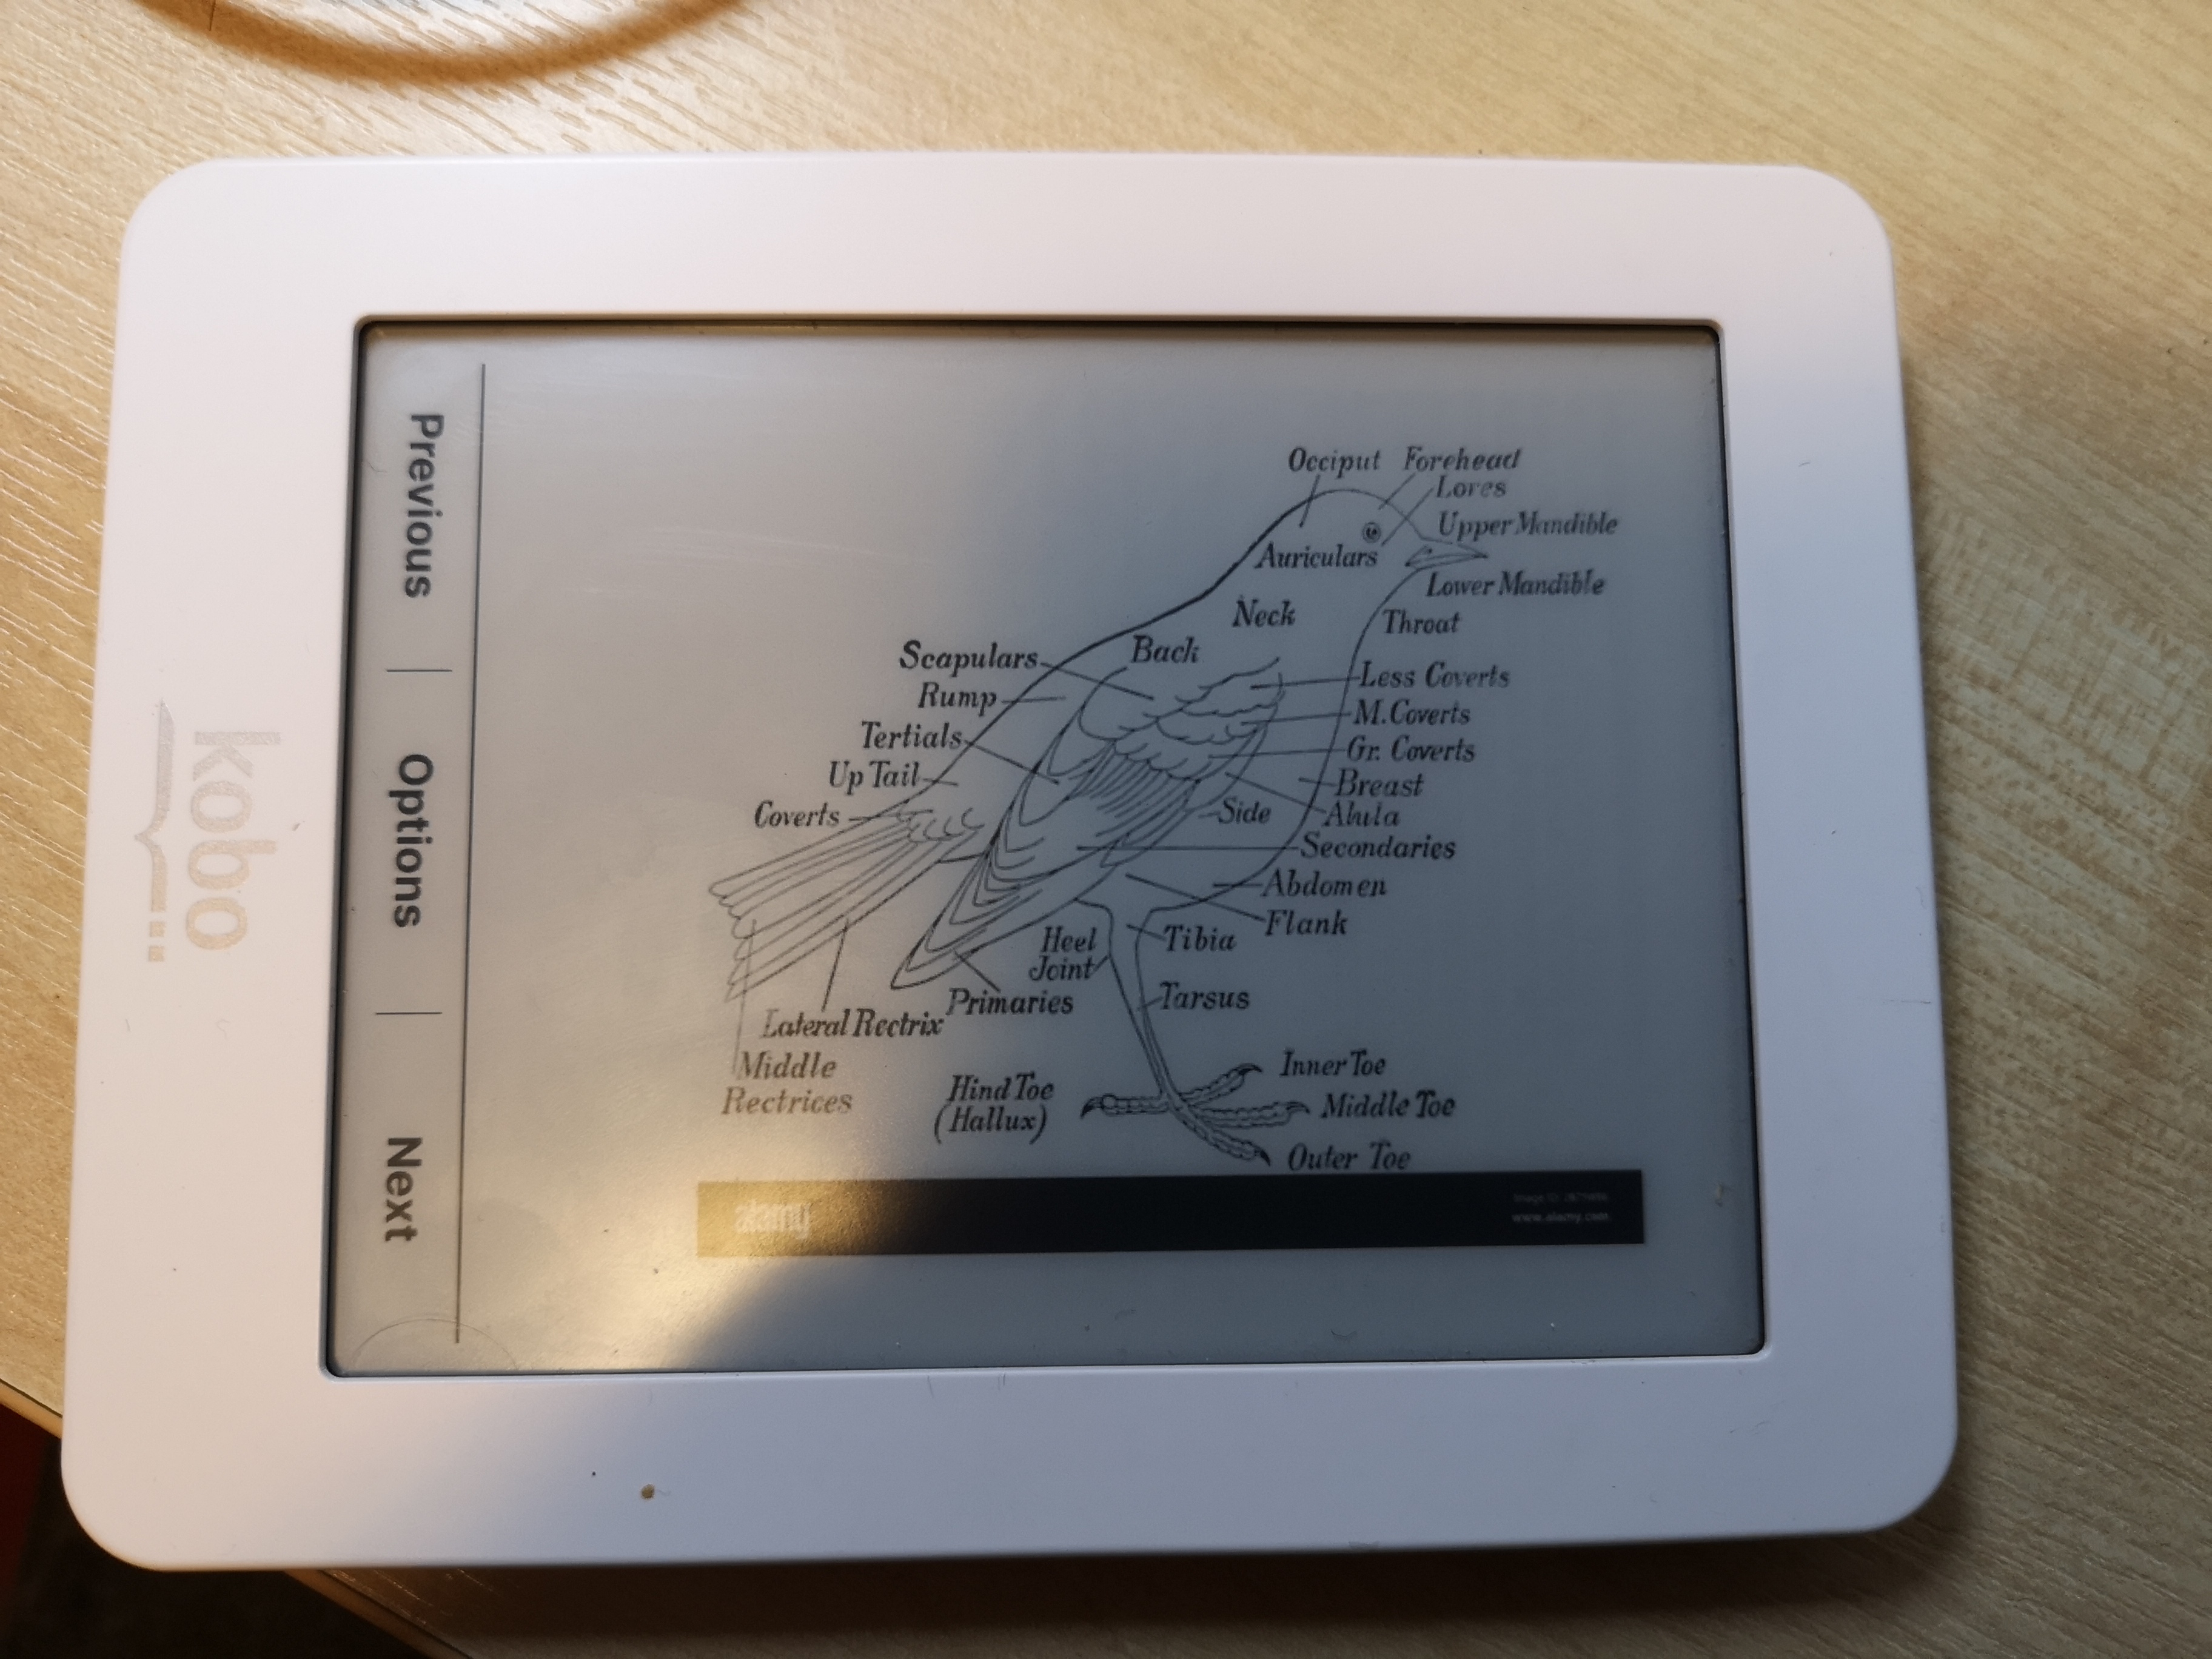 Occiput Forehead
Lores
Upper Mandible
Auriculars
Lower Mandible
Neck
Throat
Scapulars
Back
Less Coverts
Rump
M. Coverts
Tertials
Gr. Coverts
Up Tail
Breast
Coverts
Side
Alula
Secondaries
Abdomen
Flank
Heel
Joint
Tibia
Primaries
Tarsus
Lateral Rectrix
Middle
Rectrices
Hind Toe
(Hallux)
Inner Toe
Middle Toe
Outer Toe
alamy
Image ID:
www.alamy.com
Previous
Options
Next
kobo